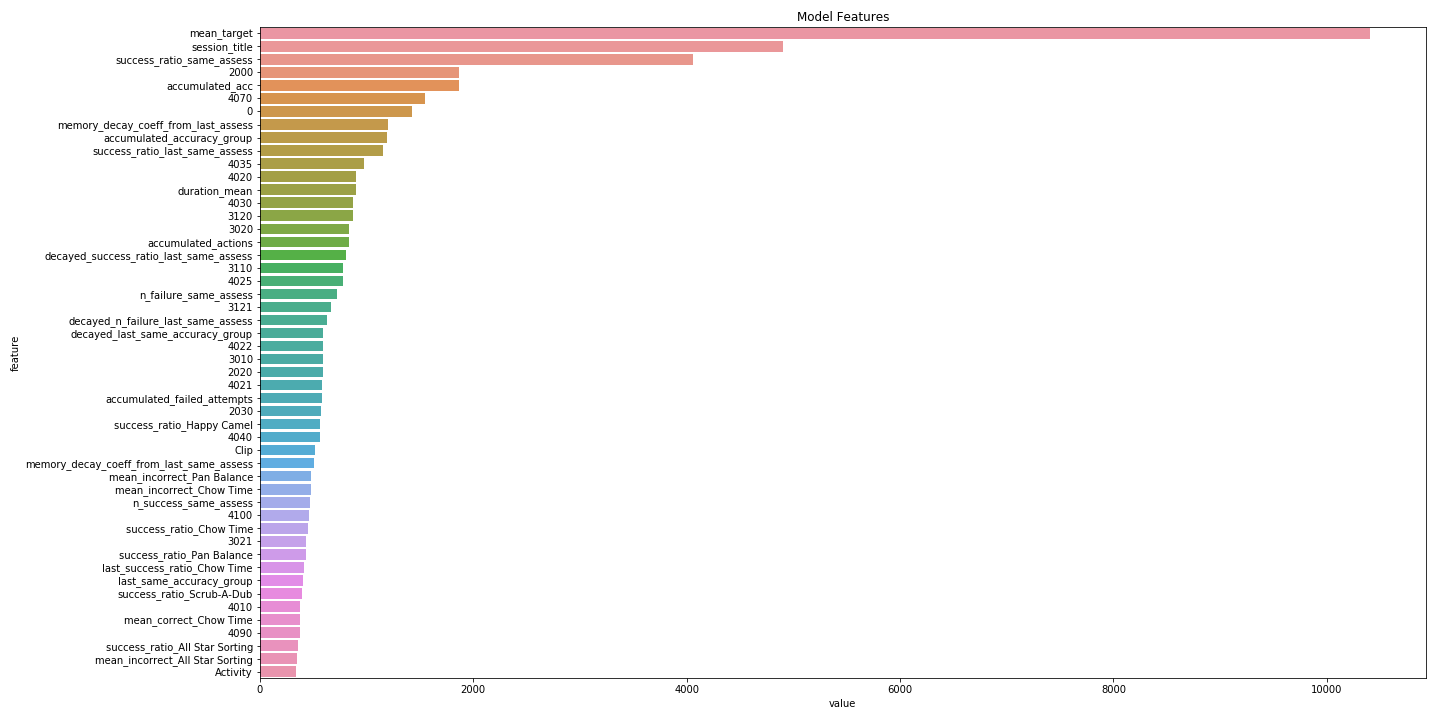 Model Features
feature
mean_target
session_title
success_ratio_same_assess
2000
accumulated_acc
4070
0
memory_decay_coeff_from_last_assess
accumulated_accuracy_group
success_ratio_last_same_assess
4035
4020
duration_mean
4030
3120
3020
accumulated_actions
decayed_success_ratio_last_same_assess
3110
4025
n_failure_same_assess
3121
decayed_n_failure_last_same_assess
decayed_last_same_accuracy_group
4022
3010
2020
4021
accumulated_failed_attempts
2030
success_ratio_Happy Camel
4040
Clip
memory_decay_coeff_from_last_same_assess
mean_incorrect_Pan Balance
mean_incorrect_Chow Time
n_success_same_assess
4100
success_ratio_Chow Time
3021
success_ratio_Pan Balance
last_success_ratio_Chow Time
last_same_accuracy_group
success_ratio_Scrub-A-Dub
4010
mean_correct_Chow Time
4090
success_ratio_All Star Sorting
mean_incorrect_All Star Sorting
Activity
0 2000 4000 6000 8000 10000
value